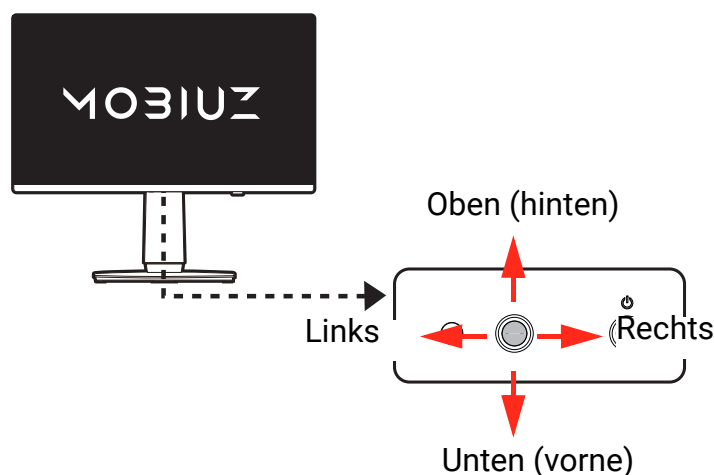 MOBIUZ
Oben (hinten)
Links
Rechts
Unten (vorne)